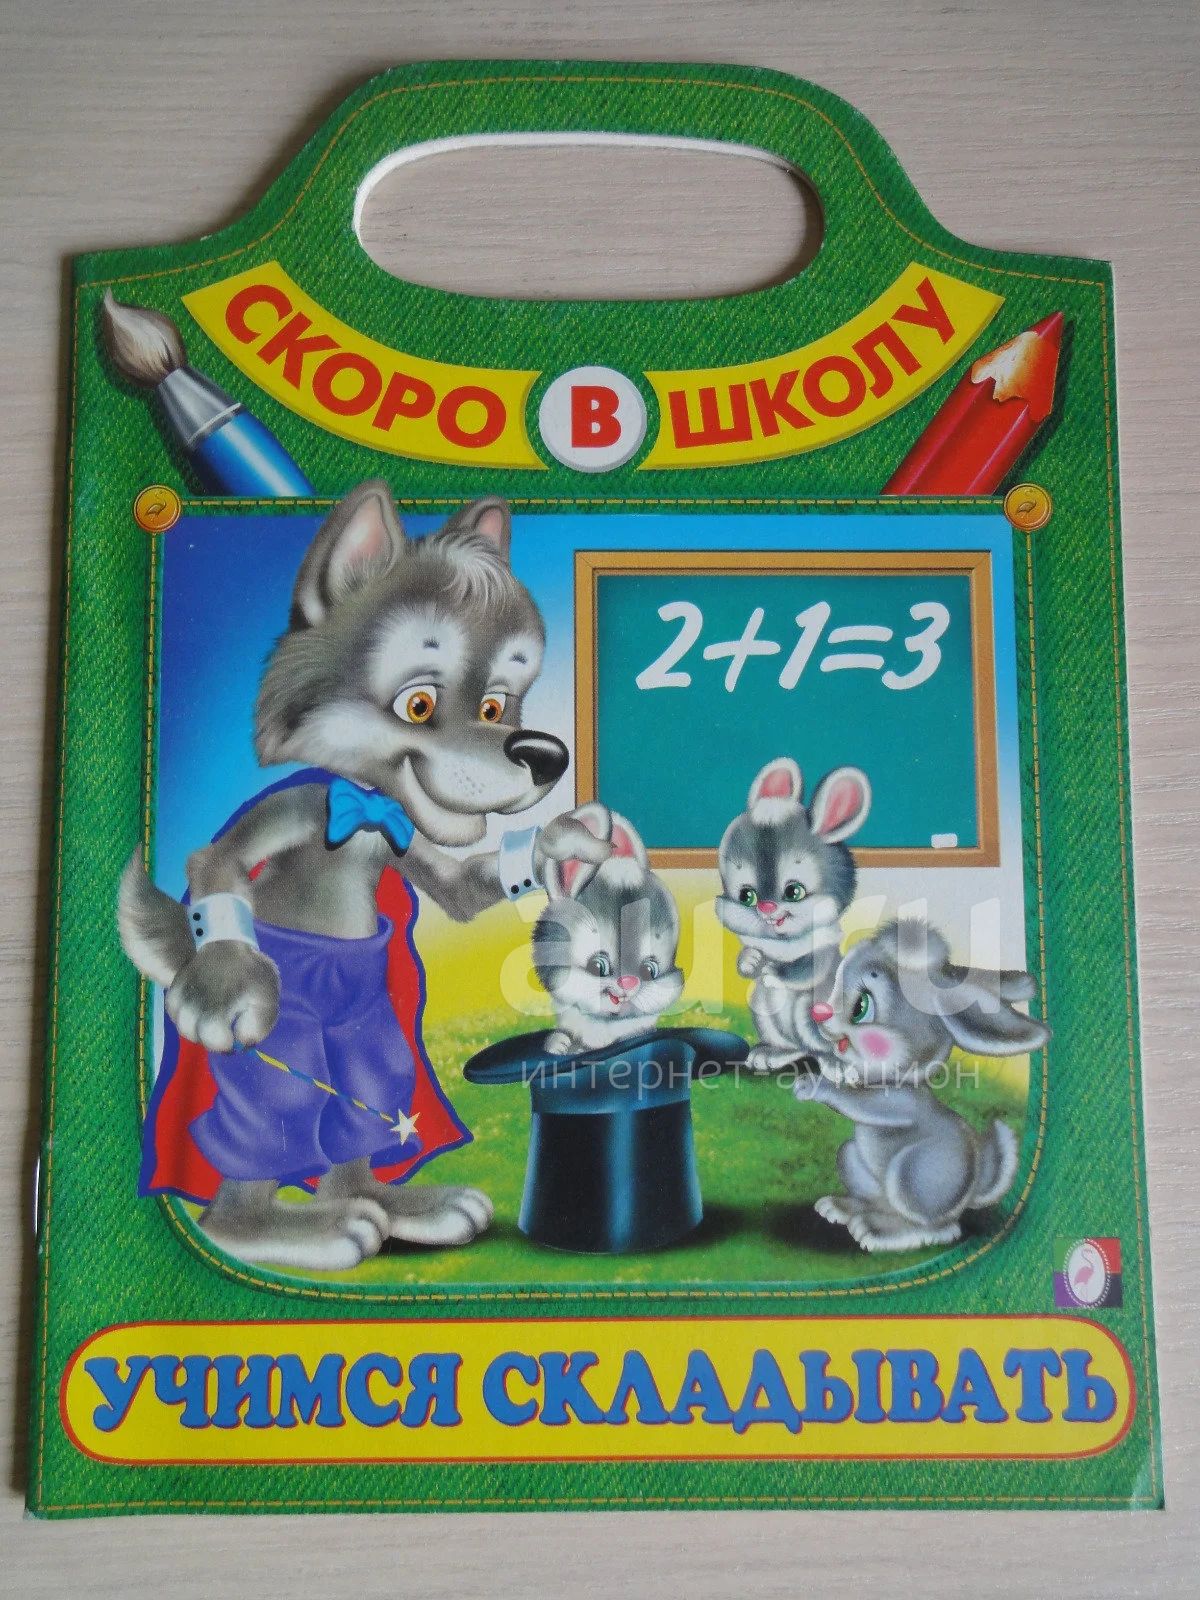 СКОРО В ШКОЛУ
2+1=3
au.ru
интернет-аукцион
УЧИМСЯ СКЛАДЫВАТЬ